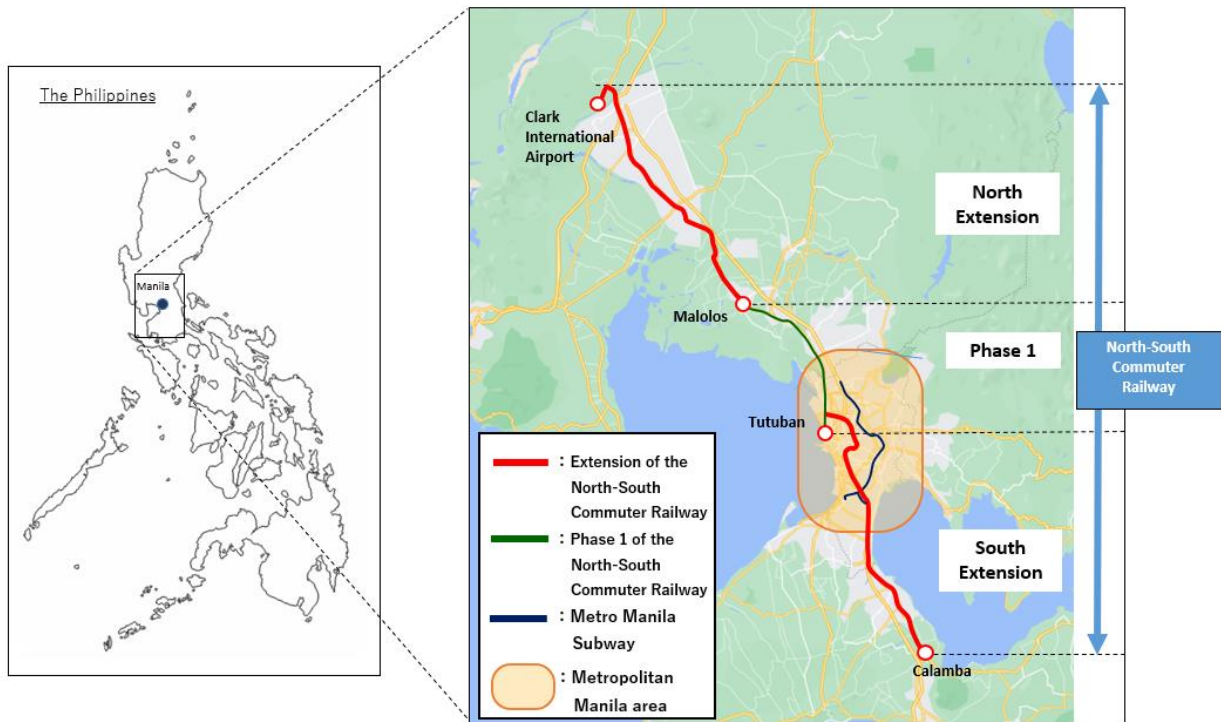 The Philippines
Manila
Clark
International
Airport
North
Extension
Malolos
Phase 1
North-South
Commuter
Railway
Tutuban
South
Extension
Calamba
: Extension of the
North-South
Commuter Railway
: Phase 1 of the
North-South
Commuter Railway
: Metro Manila
Subway
: Metropolitan
Manila area